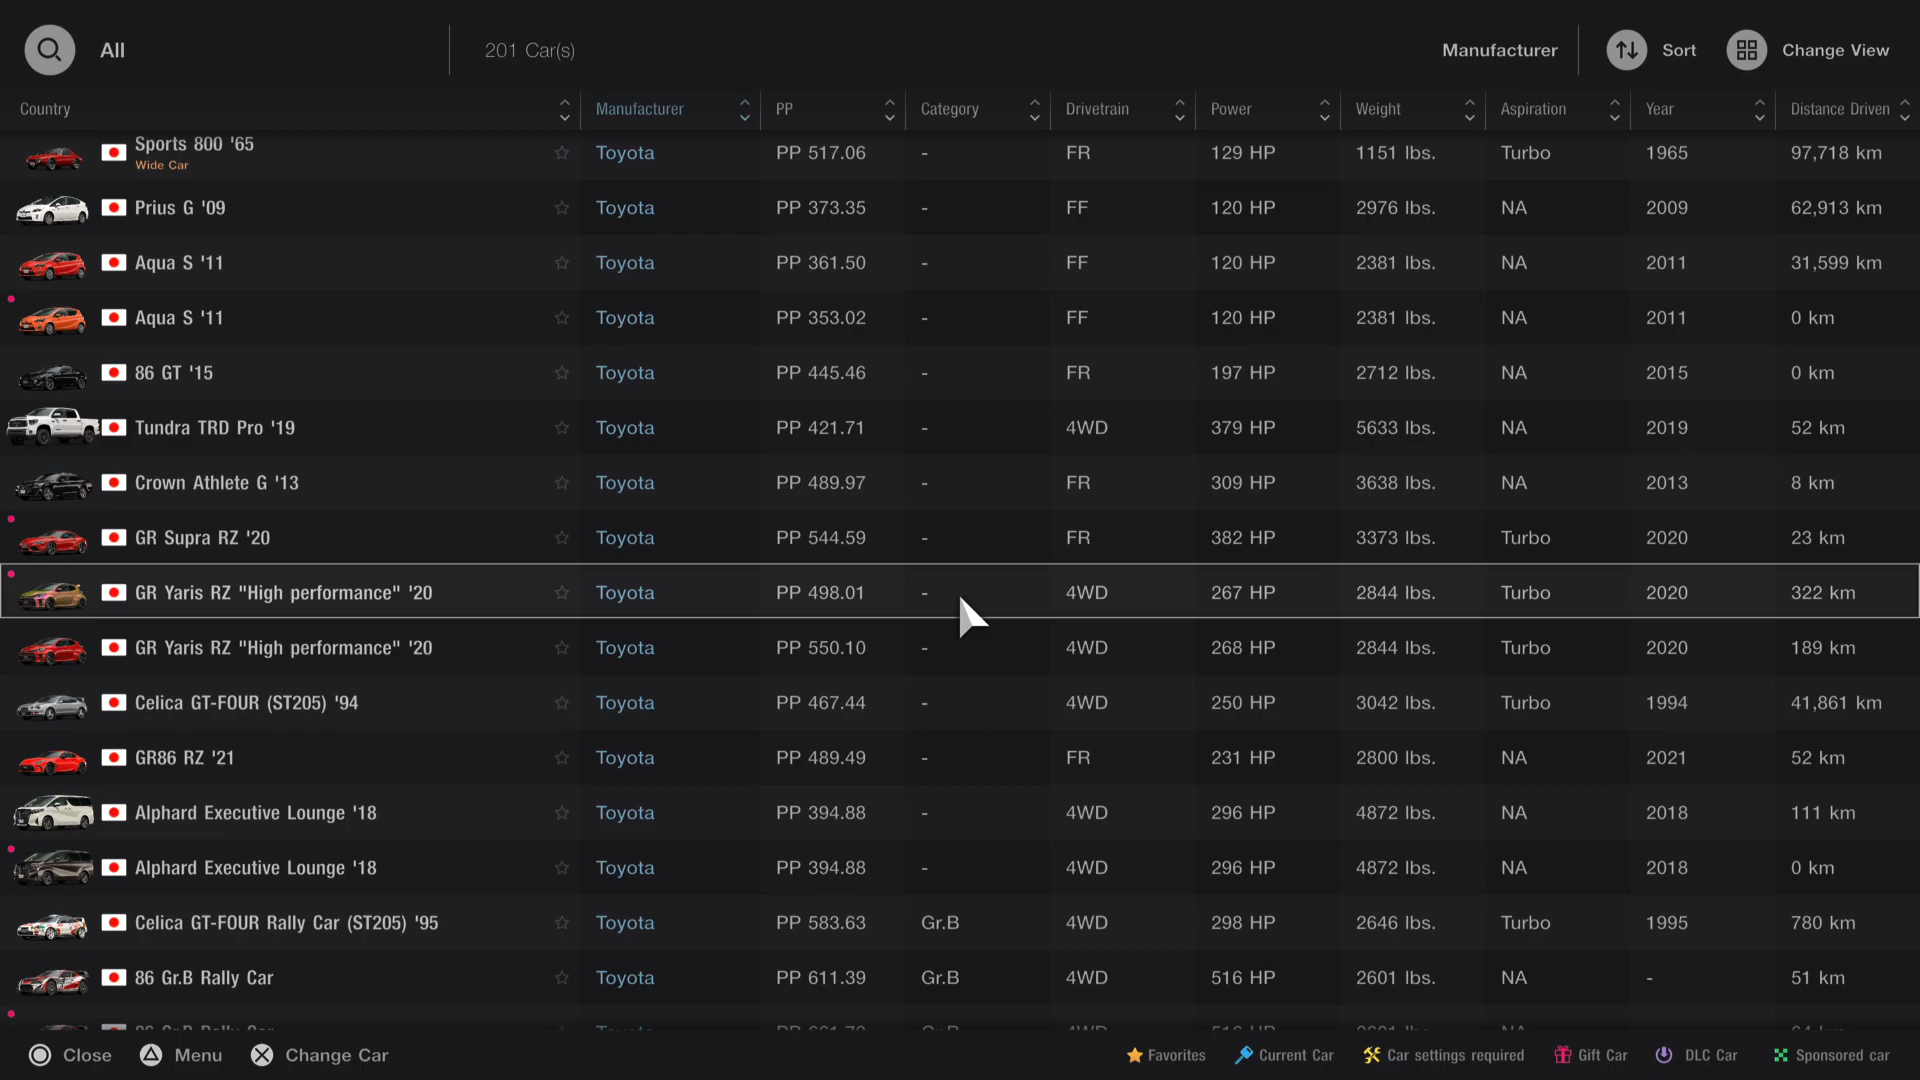 All
201 Car(s)
Manufacturer
Sort
Change View
Country Manufacturer PP Category Drivetrain Power Weight Aspiration Year Distance Driven
Sports 800 '65 Toyota PP 517.06 - FR 129 HP 1151 lbs. Turbo 1965 97,718 km
Wide Car
Prius G '09 Toyota PP 373.35 - FF 120 HP 2976 lbs. NA 2009 62,913 km
Aqua S '11 Toyota PP 361.50 - FF 120 HP 2381 lbs. NA 2011 31,599 km
Aqua S '11 Toyota PP 353.02 - FF 120 HP 2381 lbs. NA 2011 0 km
86 GT '15 Toyota PP 445.46 - FR 197 HP 2712 lbs. NA 2015 0 km
Tundra TRD Pro '19 Toyota PP 421.71 - 4WD 379 HP 5633 lbs. NA 2019 52 km
Crown Athlete G '13 Toyota PP 489.97 - FR 309 HP 3638 lbs. NA 2013 8 km
GR Supra RZ '20 Toyota PP 544.59 - FR 382 HP 3373 lbs. Turbo 2020 23 km
GR Yaris RZ "High performance" '20 Toyota PP 498.01 - 4WD 267 HP 2844 lbs. Turbo 2020 322 km
GR Yaris RZ "High performance" '20 Toyota PP 550.10 - 4WD 268 HP 2844 lbs. Turbo 2020 189 km
Celica GT-FOUR (ST205) '94 Toyota PP 467.44 - 4WD 250 HP 3042 lbs. Turbo 1994 41,861 km
GR86 RZ '21 Toyota PP 489.49 - FR 231 HP 2800 lbs. NA 2021 52 km
Alphard Executive Lounge '18 Toyota PP 394.88 - 4WD 296 HP 4872 lbs. NA 2018 111 km
Alphard Executive Lounge '18 Toyota PP 394.88 - 4WD 296 HP 4872 lbs. NA 2018 0 km
Celica GT-FOUR Rally Car (ST205) '95 Toyota PP 583.63 Gr.B 4WD 298 HP 2646 lbs. Turbo 1995 780 km
86 Gr.B Rally Car Toyota PP 611.39 Gr.B 4WD 516 HP 2601 lbs. NA - 51 km
Close Menu Change Car Favorites Current Car Car settings required Gift Car DLC Car Sponsored car